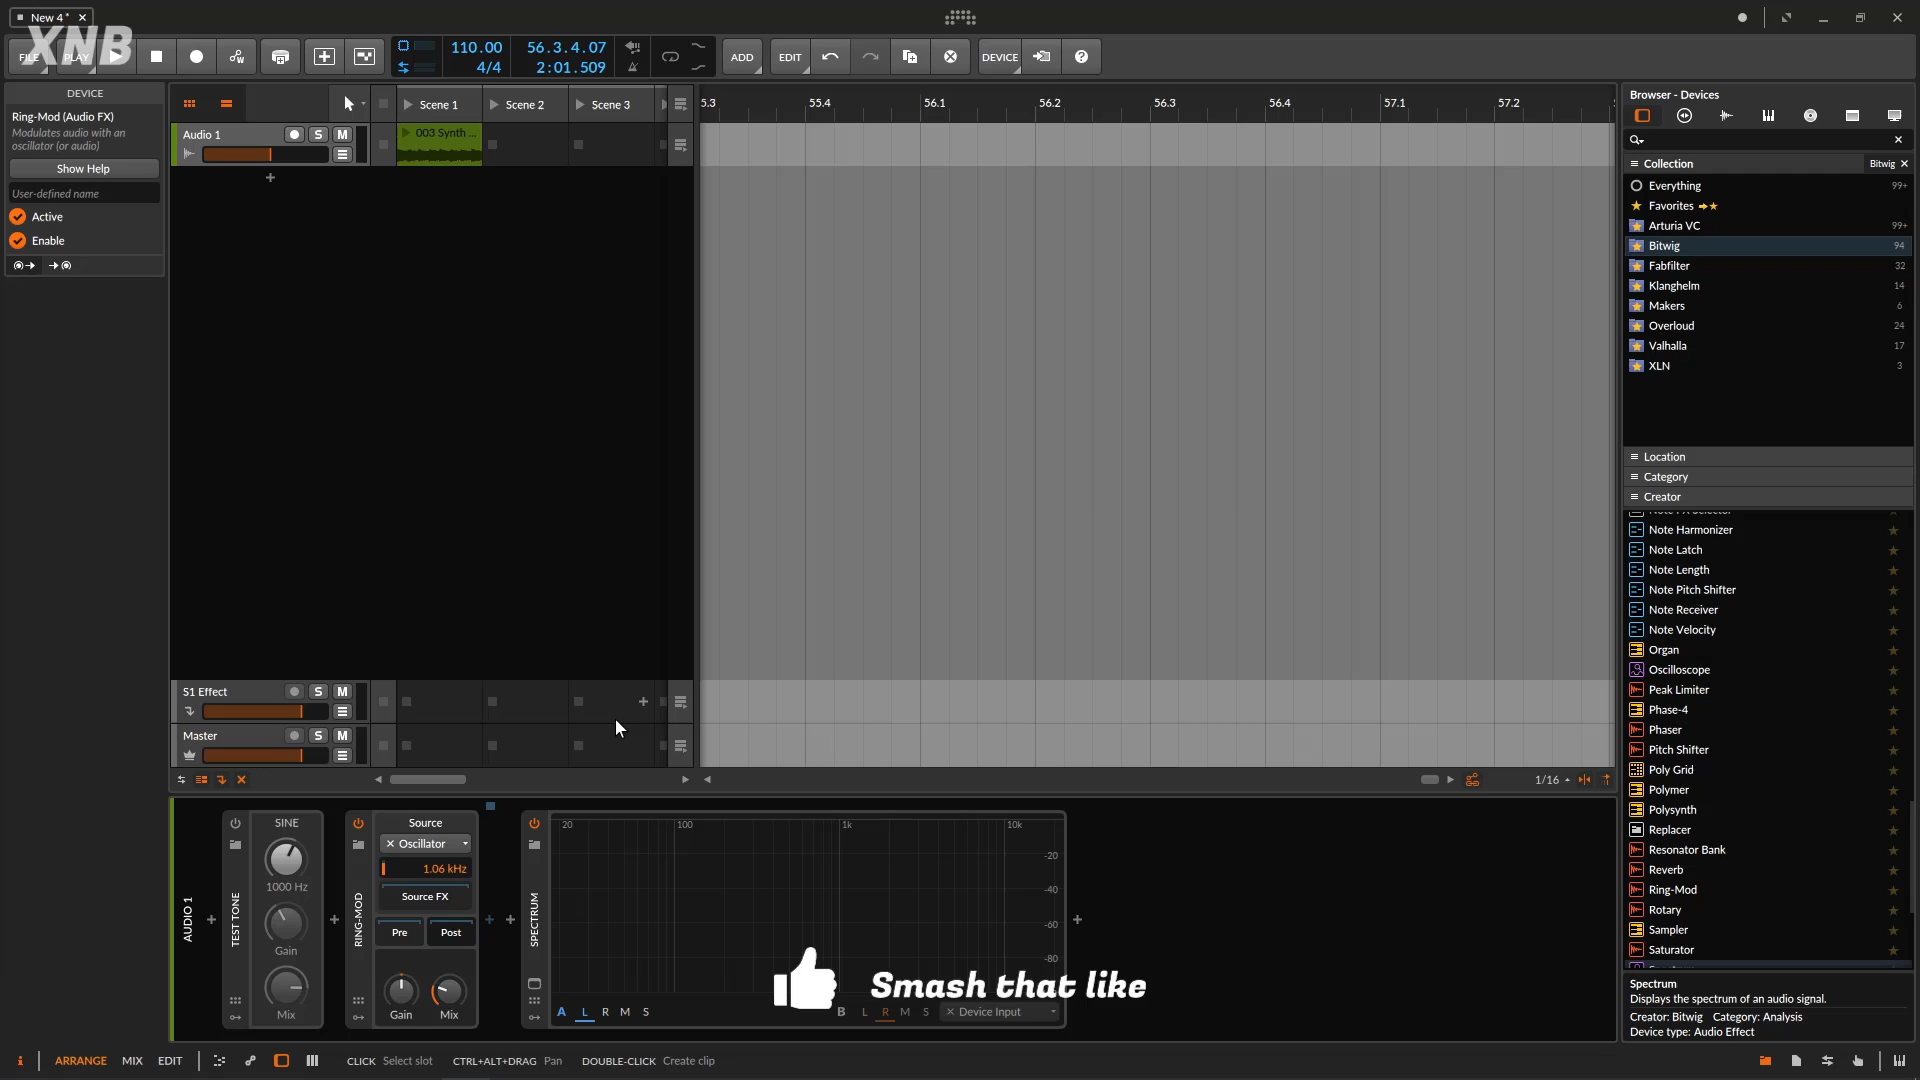 New 4*
XNB
FILE
PLAY
110.00
4/4
56.3.4.07
2:01.509
ADD
EDIT
DEVICE
DEVICE
Ring-Mod (Audio FX)
Modulates audio with an
oscillator (or audio)
Show Help
User-defined name
Active
Enable
Scene 1
Scene 2
Scene 3
Audio 1
S
M
003 Synth ...
5.3
55.4
56.1
56.2
56.3
56.4
57.1
57.2
S1 Effect
S
M
Master
S
M
1/16
Browser - Devices
Collection
Bitwig
Everything
99+
Favorites
Arturia VC
99+
Bitwig
94
Fabfilter
32
Klanghelm
14
Makers
6
Overloud
24
Valhalla
17
XLN
3
Location
Category
Creator
Note FX Selector
Note Harmonizer
Note Latch
Note Length
Note Pitch Shifter
Note Receiver
Note Velocity
Organ
Oscilloscope
Peak Limiter
Phase-4
Phaser
Pitch Shifter
Poly Grid
Polymer
Polysynth
Replacer
Resonator Bank
Reverb
Ring-Mod
Rotary
Sampler
Saturator
Spectrum
Displays the spectrum of an audio signal.
Creator: Bitwig Category: Analysis
Device type: Audio Effect
AUDIO 1
TEST TONE
SINE
1000 Hz
Gain
Mix
RING-MOD
Source
Oscillator
1.06 kHz
Source FX
Pre
Post
Gain
Mix
SPECTRUM
20
100
1k
10k
-20
-40
-60
-80
A L R M S
B L R M S
Device Input
Smash that like
i
ARRANGE
MIX
EDIT
CLICK Select slot
CTRL+ALT+DRAG Pan
DOUBLE-CLICK Create clip